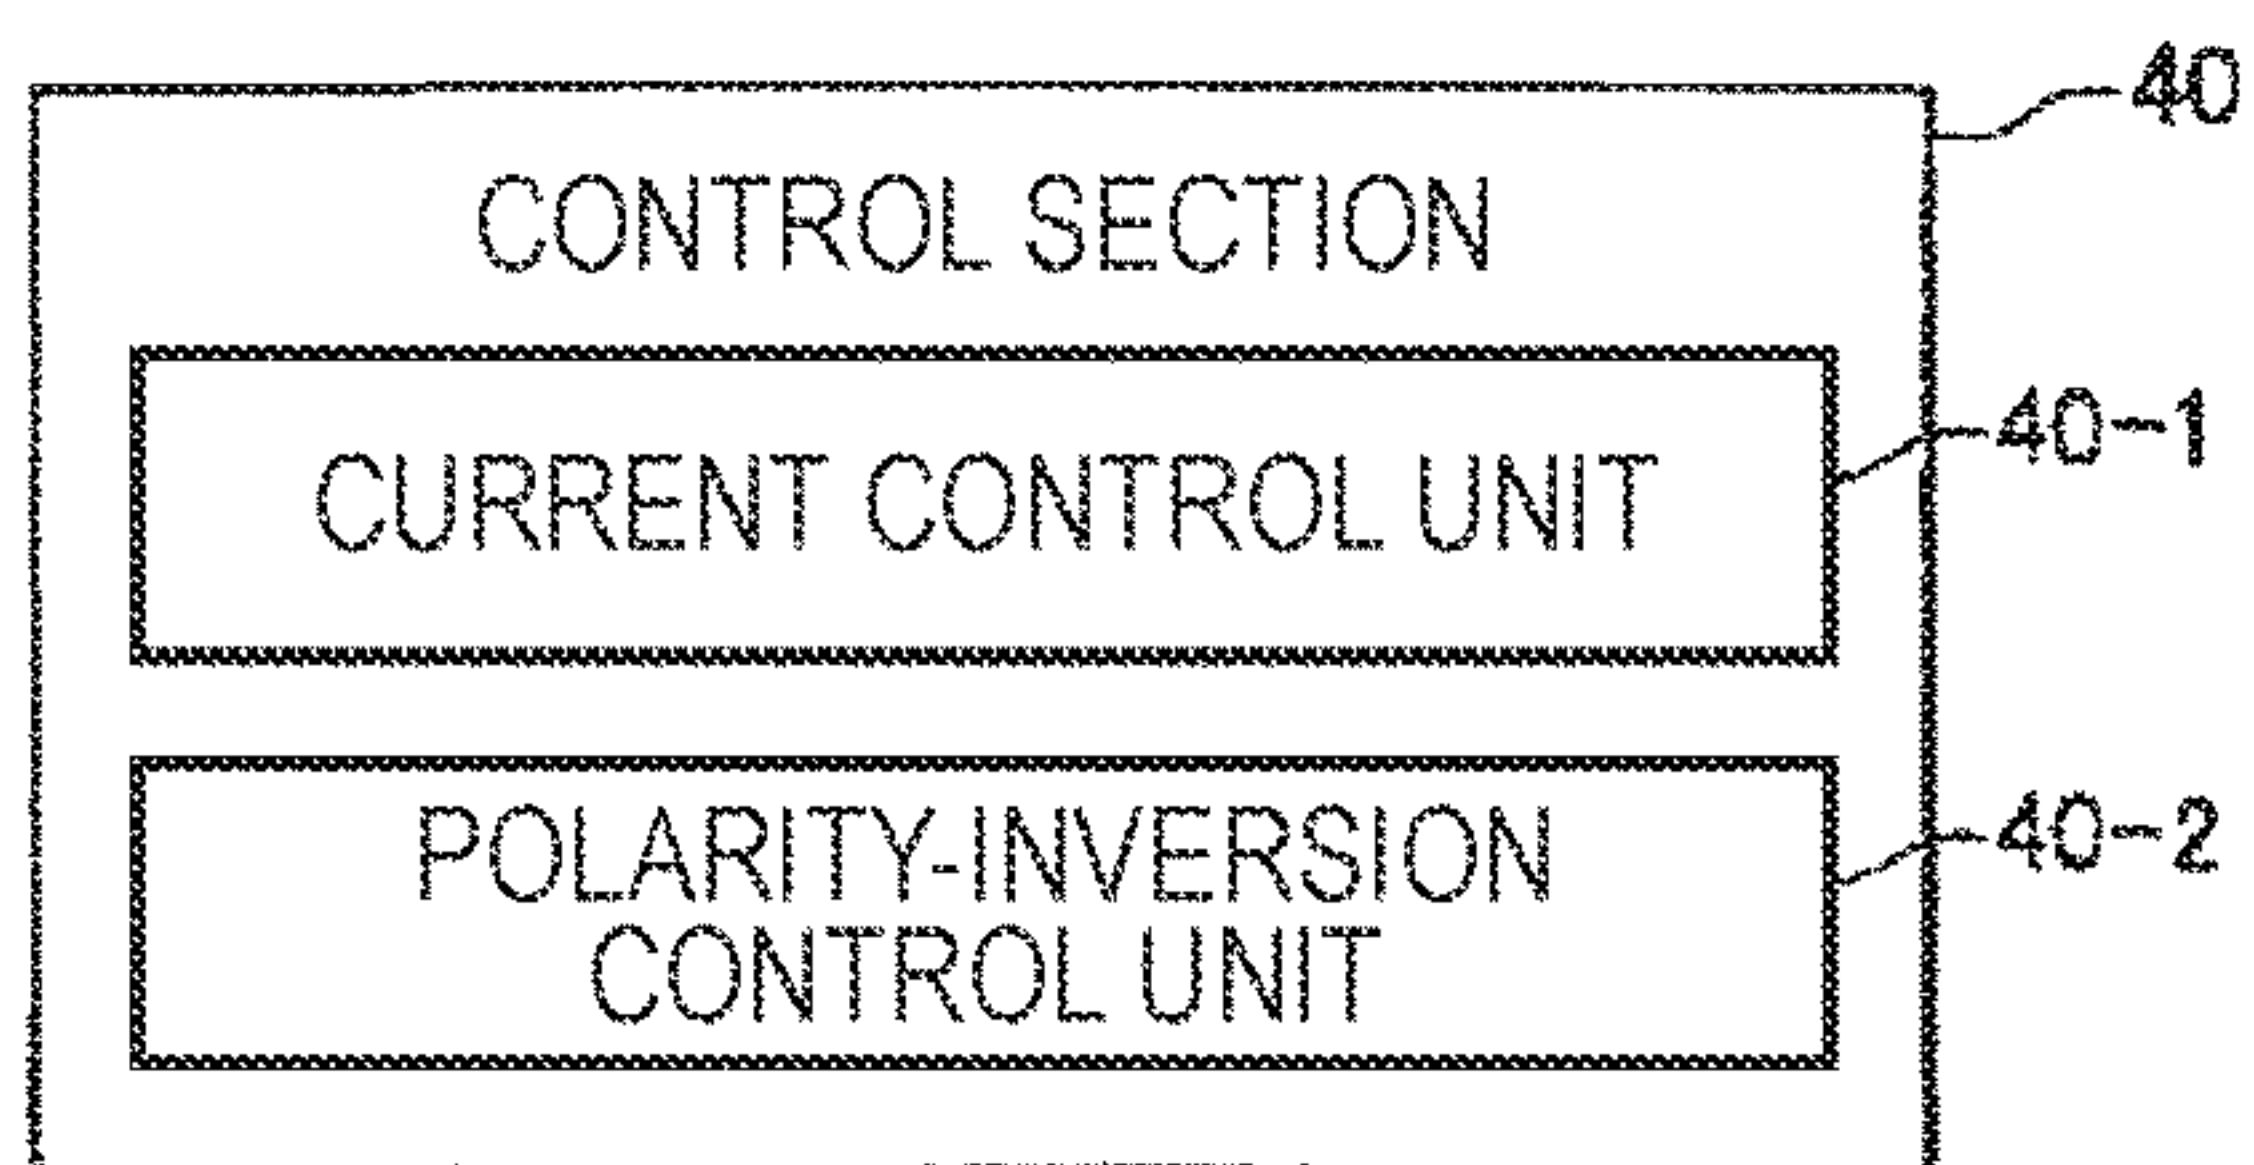 40
CONTROL SECTION
40-1
CURRENT CONTROL UNIT
40-2
POLARITY-INVERSION
CONTROL UNIT